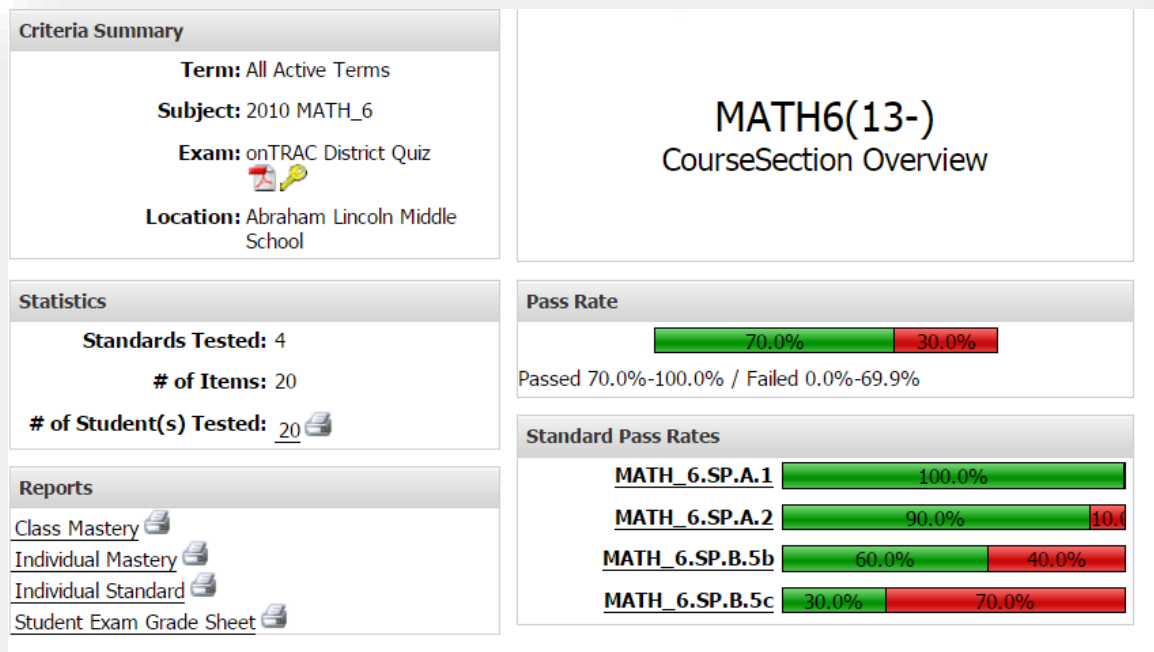 Criteria Summary
Term: All Active Terms
Subject: 2010 MATH_6
Exam: onTRAC District Quiz
Location: Abraham Lincoln Middle
School
MATH6(13-)
CourseSection Overview
Statistics
Standards Tested: 4
# of Items: 20
# of Student(s) Tested: 20
Reports
Class Mastery
Individual Mastery
Individual Standard
Student Exam Grade Sheet
Pass Rate
70.0% 30.0%
Passed 70.0%-100.0% / Failed 0.0%-69.9%
Standard Pass Rates
MATH_6.SP.A.1 100.0%
MATH_6.SP.A.2 90.0% 10.
MATH_6.SP.B.5b 60.0% 40.0%
MATH_6.SP.B.5c 30.0% 70.0%